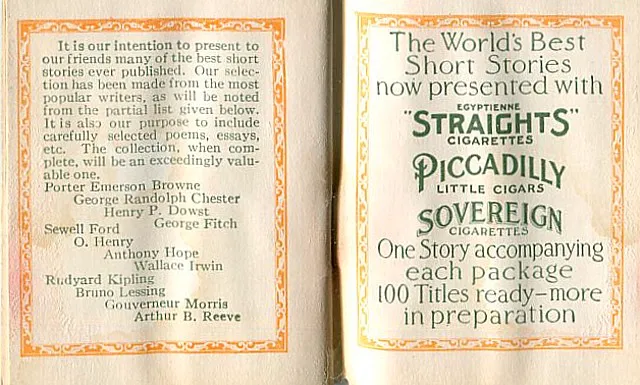 It is our intention to present to
our friends many of the best short
stories ever published. Our selec-
tion has been made from the most
popular writers, as will be noted
from the partial list given below.
It is also our purpose to include
carefully selected poems, essays,
etc. The collection, when com-
plete, will be an exceedingly valu-
able one.
Porter Emerson Browne
George Randolph Chester
Henry P. Dowst
George Fitch
Sewell Ford
O. Henry
Anthony Hope
Wallace Irwin
Rudyard Kipling
Bruno Lessing
Gouverneur Morris
Arthur B. Reeve
The World's Best
Short Stories
now presented with
EGYPTIENNE
"STRAIGHTS"
CIGARETTES
PICCADILLY
LITTLE CIGARS
SOVEREIGN
CIGARETTES
One Story accompanying
each package
100 Titles ready-more
in preparation